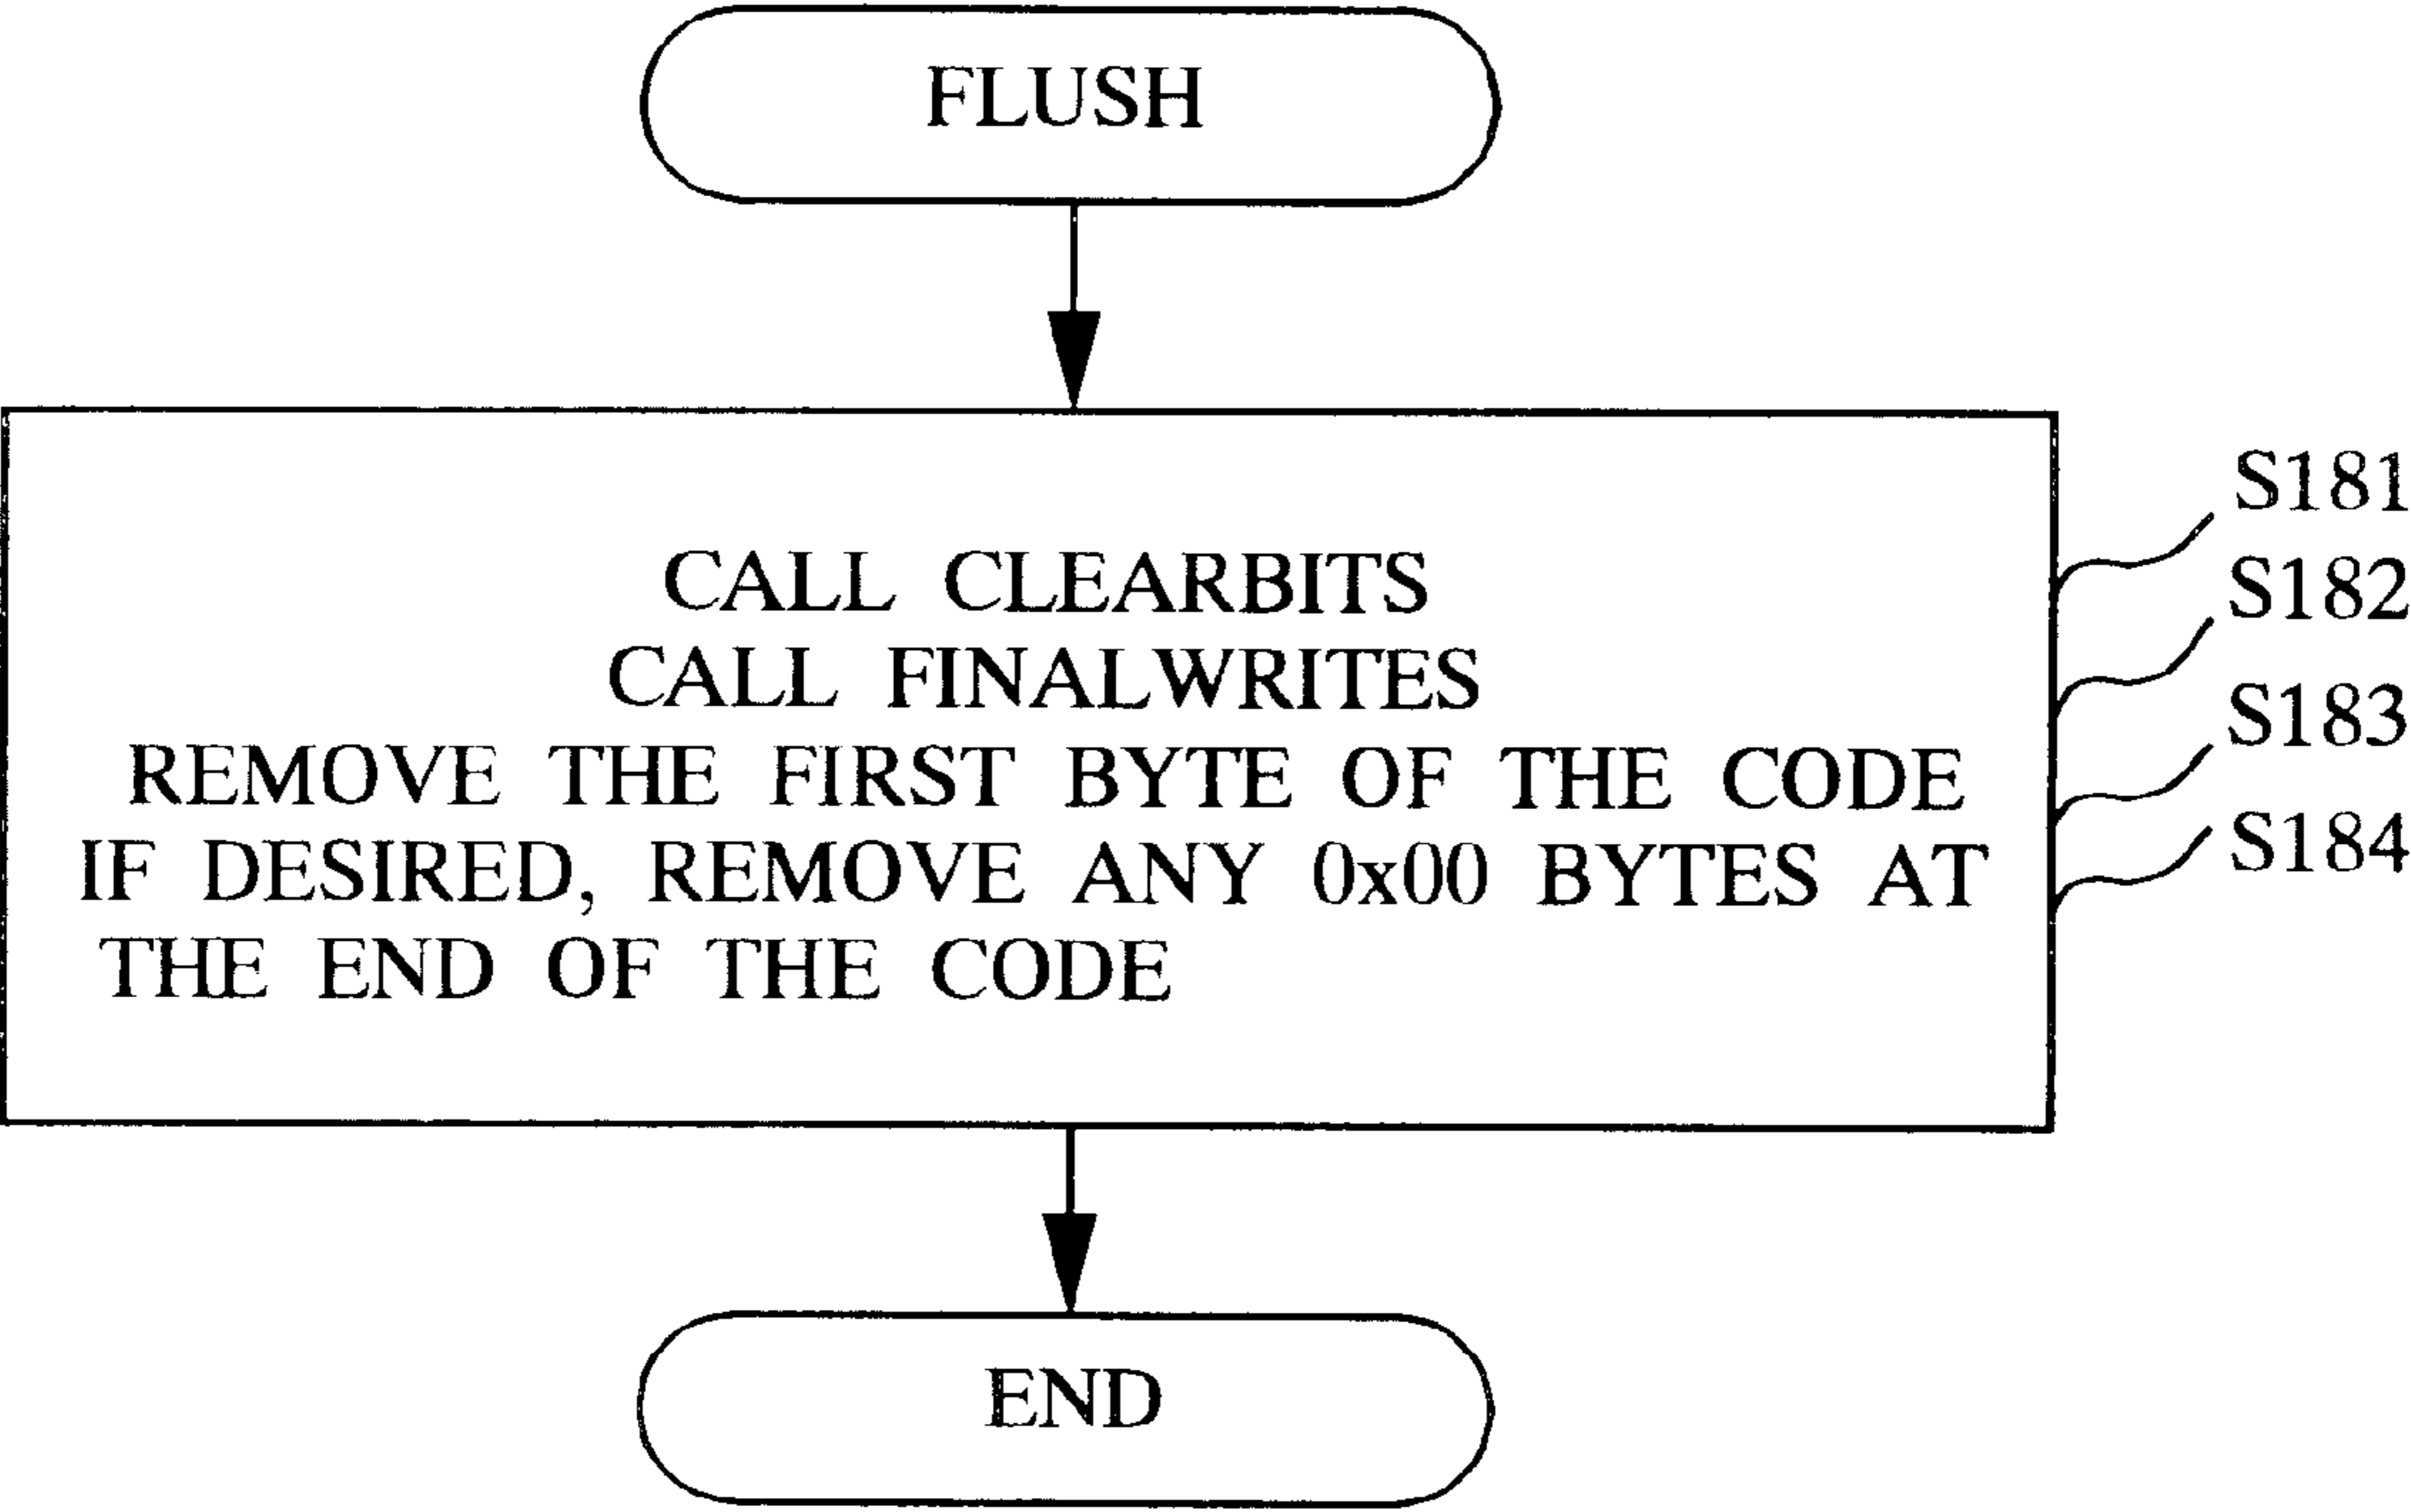 FLUSH
S181
CALL CLEARBITS
S182
CALL FINALWRITES
S183
REMOVE THE FIRST BYTE OF THE CODE
S184
IF DESIRED, REMOVE ANY 0x00 BYTES AT
THE END OF THE CODE
END